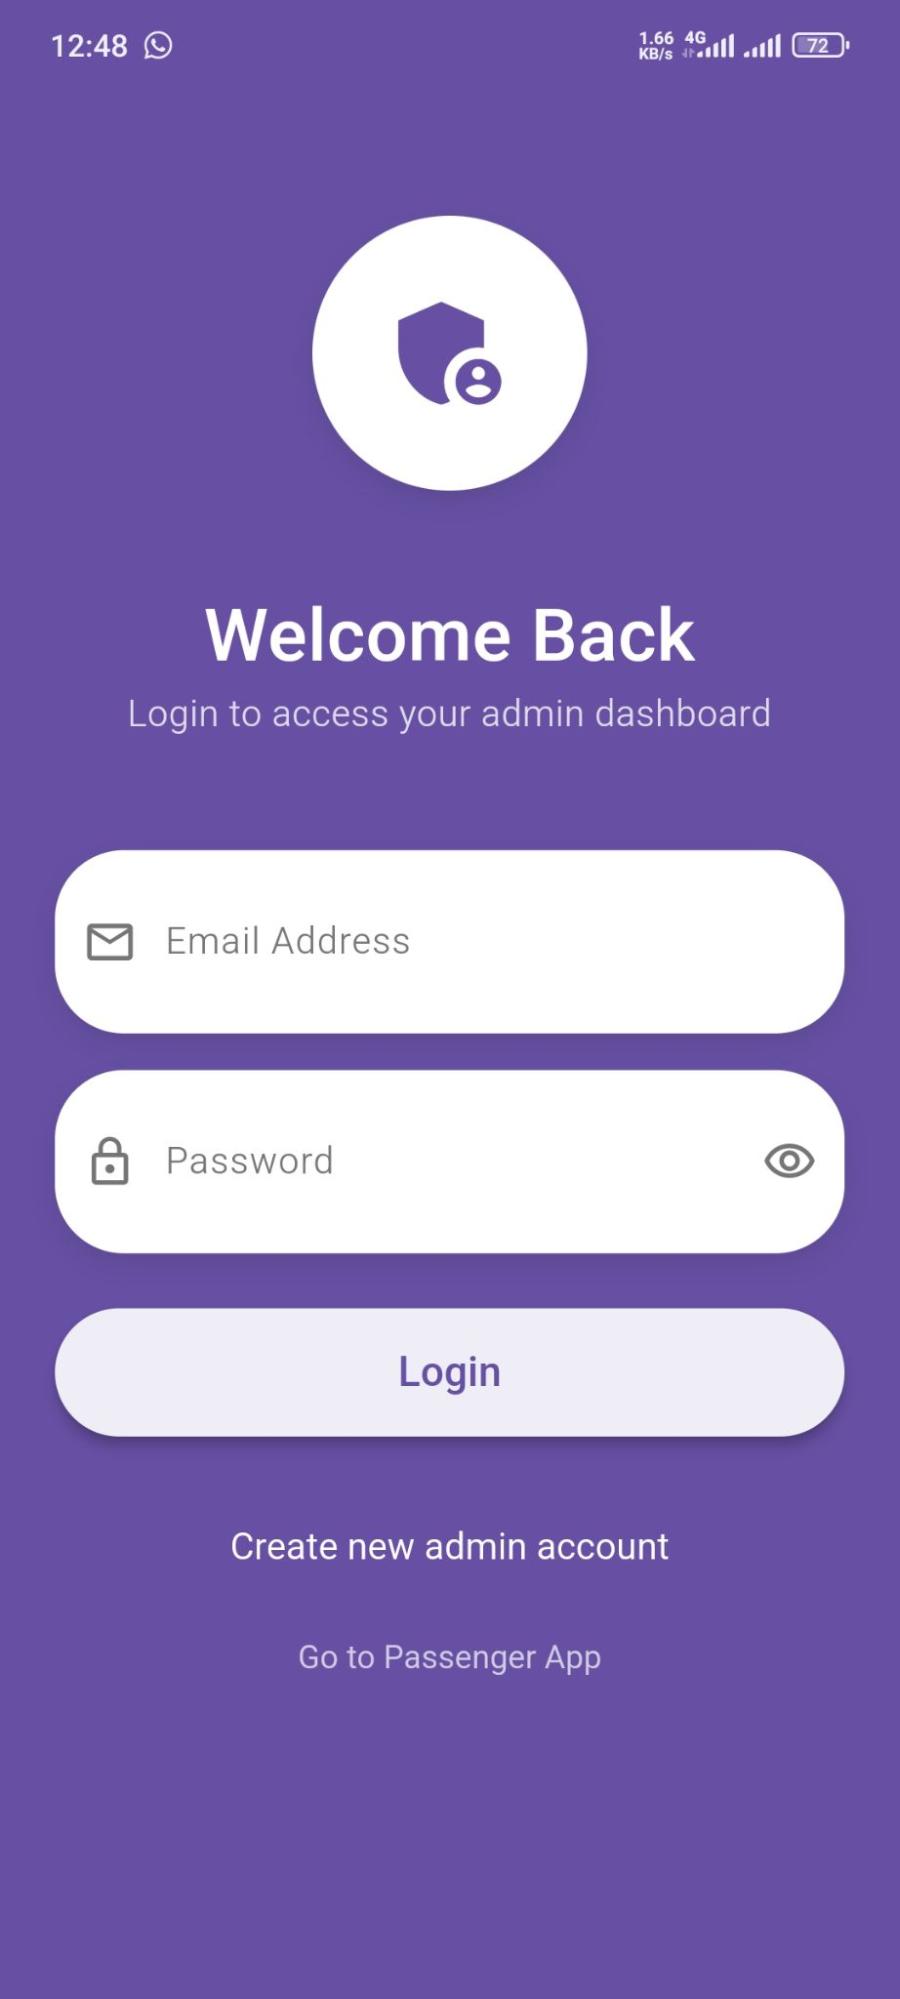 12:48
1.66 4G
KB/s
72
Welcome Back
Login to access your admin dashboard
Email Address
Password
Login
Create new admin account
Go to Passenger App